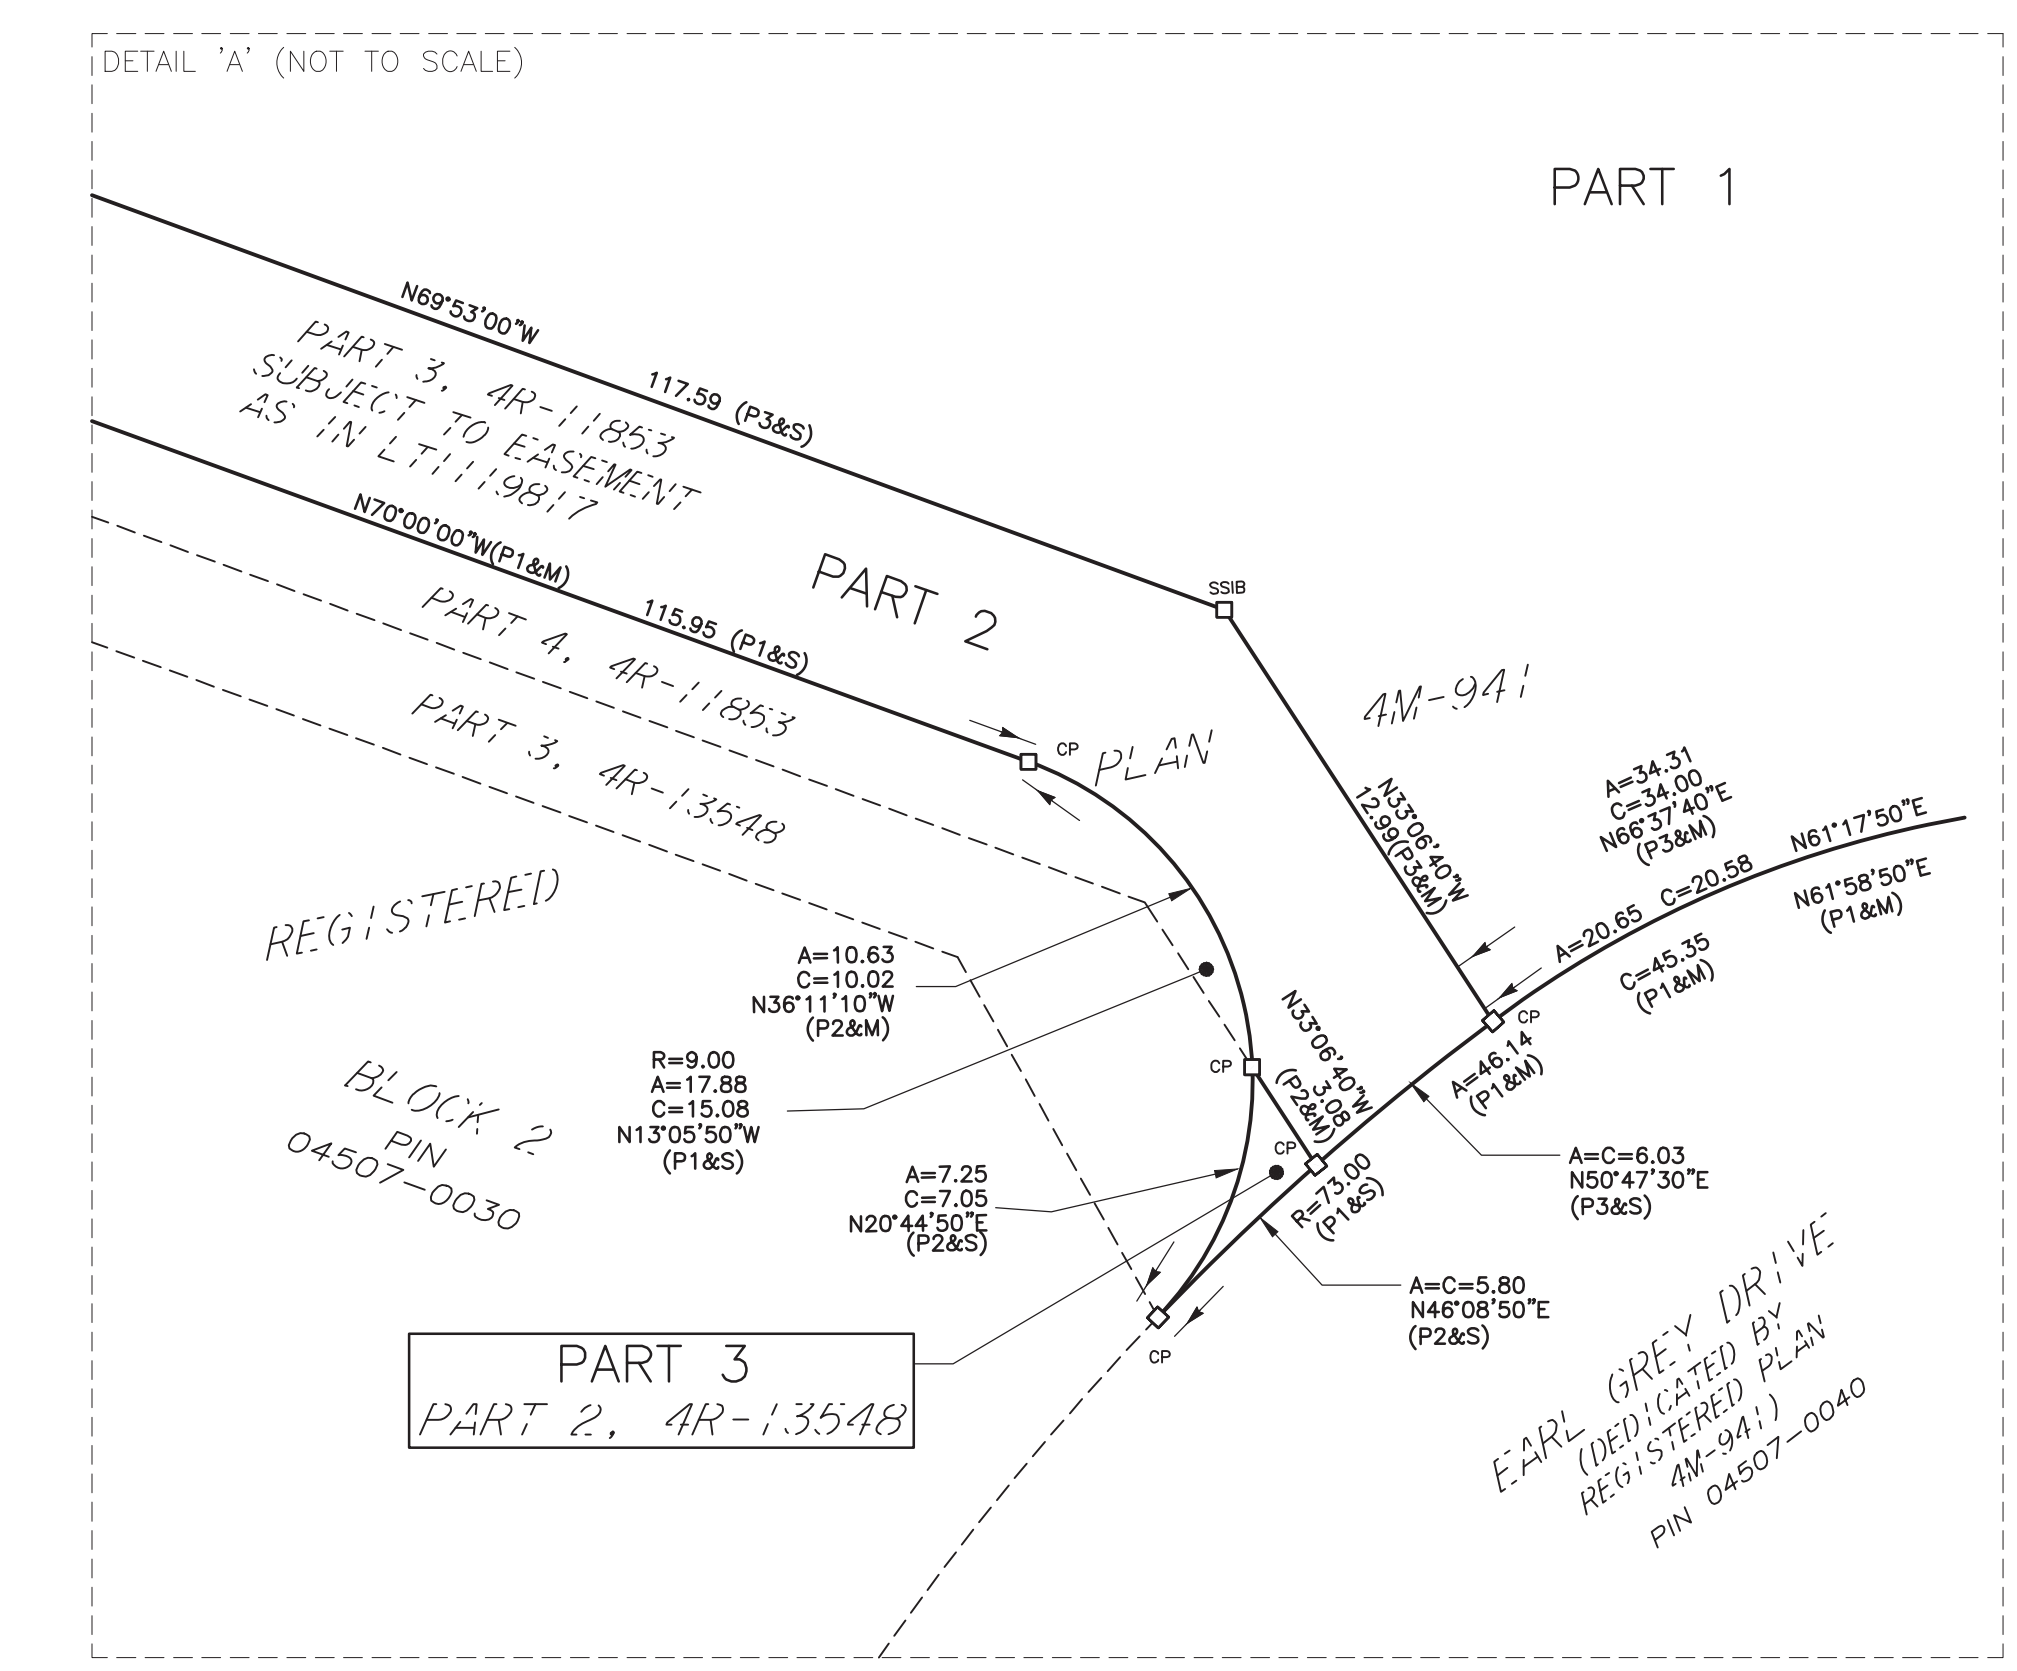 DETAIL 'A' (NOT TO SCALE)
PART 1
N69°53'00"W
117.59 (P3&S)
PART 3, 4R-11853
SUBJECT TO EASEMENT
AS IN LT1119817
N70°00'00"W(P1&M)
115.95 (P1&S)
PART 2
SSIB
PART 4, 4R-11853
PART 3, 4R-13548
CP
PLAN
4M-941
N33°06'40"W
12.99(P3&M)
A=34.31
C=34.00
N66°37'40"E
(P3&M)
N61°17'50"E
A=20.65 C=20.58
N61°58'50"E
(P1&M)
C=45.35
(P1&M)
REGISTERED
A=10.63
C=10.02
N36°11'10"W
(P2&M)
R=9.00
A=17.88
C=15.08
N13°05'50"W
(P1&S)
CP
N33°06'40"W
3.08
(P2&M)
CP
A=46.14
(P1&M)
BLOCK 2
PIN
04507-0030
CP
A=7.25
C=7.05
N20°44'50"E
(P2&S)
R=73.00
(P1&S)
A=C=6.03
N50°47'30"E
(P3&S)
A=C=5.80
N46°08'50"E
(P2&S)
CP
PART 3
PART 2, 4R-13548
EARL GREY DRIVE
(DEDICATED BY
REGISTERED PLAN
4M-941)
PIN 04507-0040